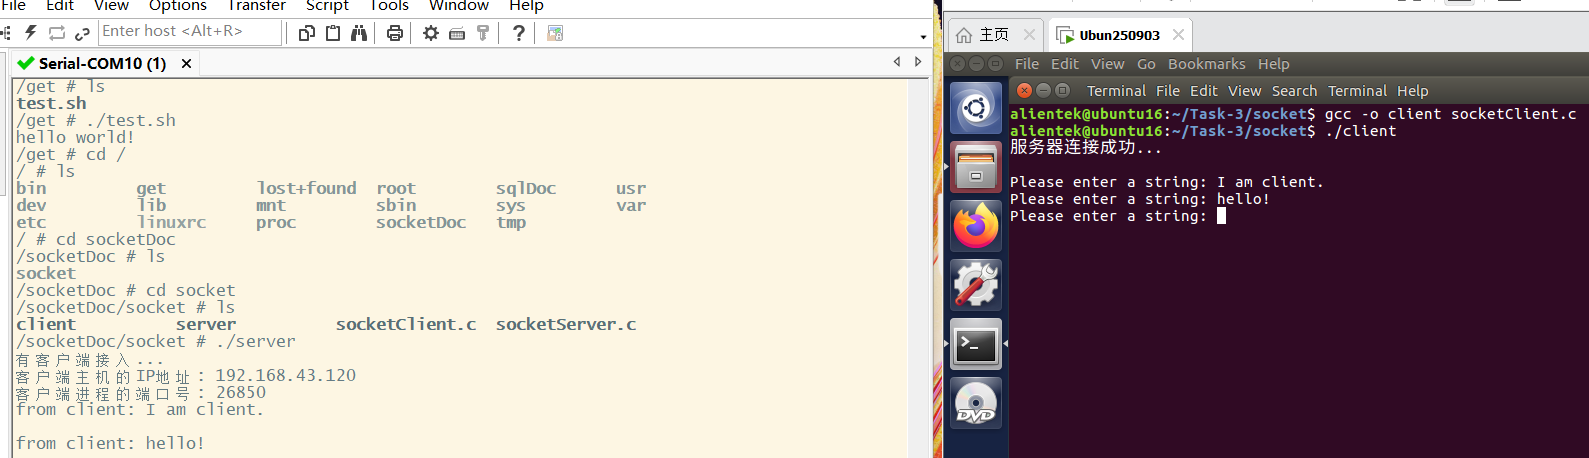 File Edit View Options Transfer Script Tools Window Help
Enter host <Alt+R>
Serial-COM10 (1)
/get # ls
test.sh
/get # ./test.sh
hello world!
/get # cd /
/ # ls
bin get lost+found root sqlDoc usr
dev lib mnt sbin sys var
etc linuxrc proc socketDoc tmp
/ # cd socketDoc
/socketDoc # ls
socket
/socketDoc # cd socket
/socketDoc/socket # ls
client server socketClient.c socketServer.c
/socketDoc/socket # ./server
有客户端接入...
客户端主机的IP地址: 192.168.43.120
客户端进程的端口号: 26850
from client: I am client.
from client: hello!
主页 Ubun250903
File Edit View Go Bookmarks Help
Terminal File Edit View Search Terminal Help
alientek@ubuntu16:~/Task-3/socket$ gcc -o client socketClient.c
alientek@ubuntu16:~/Task-3/socket$ ./client
服务器连接成功...
Please enter a string: I am client.
Please enter a string: hello!
Please enter a string:
DVD